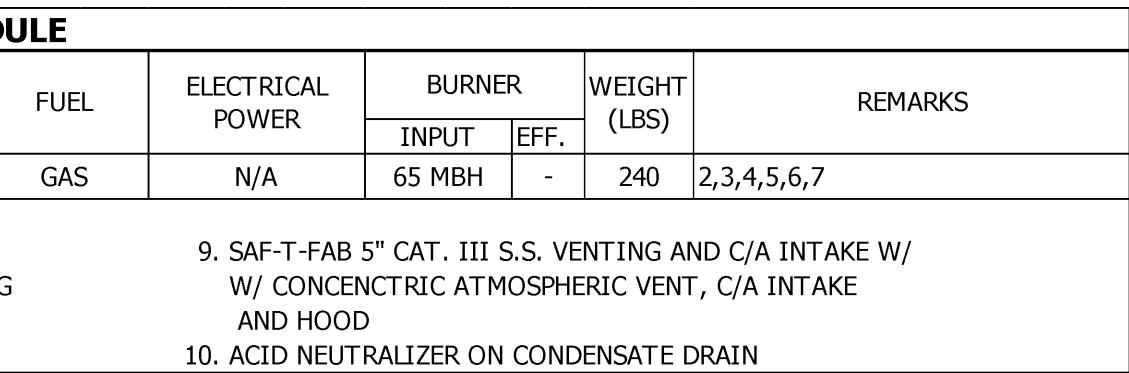 DULE
FUEL
ELECTRICAL
POWER
BURNER
INPUT
EFF.
WEIGHT
(LBS)
REMARKS
GAS N/A 65 MBH - 240 2,3,4,5,6,7
9. SAF-T-FAB 5" CAT. III S.S. VENTING AND C/A INTAKE W/
G W/ CONCENCTRIC ATMOSPHERIC VENT, C/A INTAKE
AND HOOD
10. ACID NEUTRALIZER ON CONDENSATE DRAIN